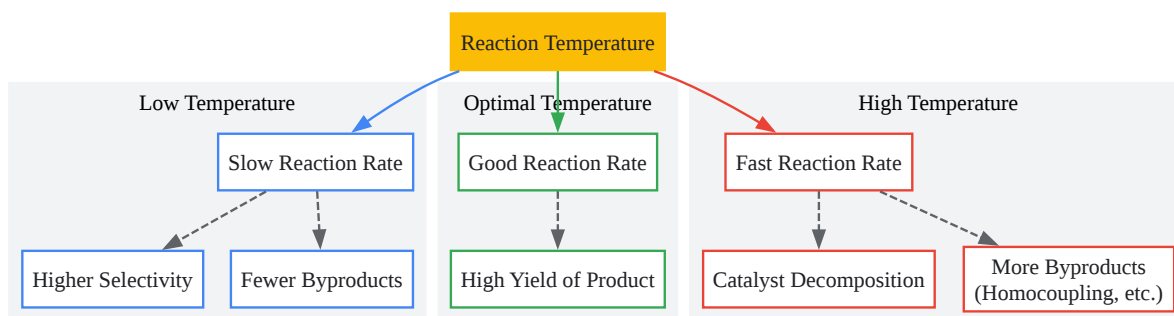 Reaction Temperature
Low Temperature
Optimal Temperature
High Temperature
Slow Reaction Rate
Good Reaction Rate
Fast Reaction Rate
Higher Selectivity
Fewer Byproducts
High Yield of Product
Catalyst Decomposition
More Byproducts
(Homocoupling, etc.)